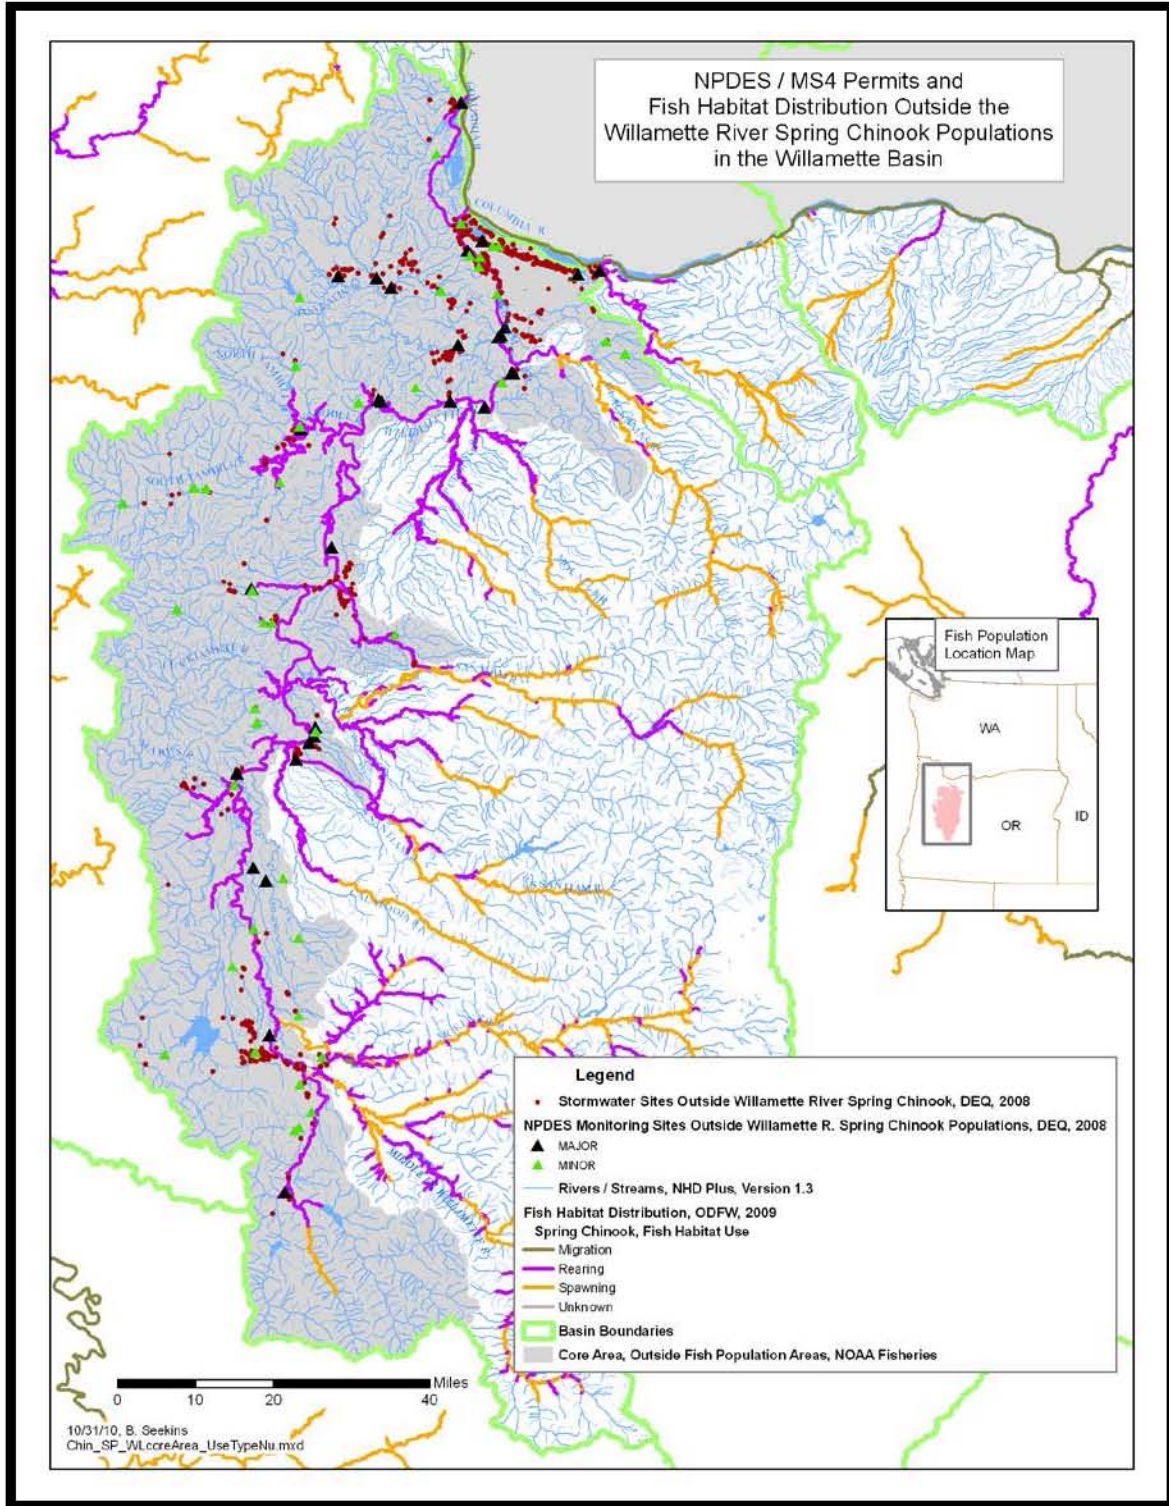 NPDES / MS4 Permits and
Fish Habitat Distribution Outside the
Willamette River Spring Chinook Populations
in the Willamette Basin
COLUMBIA R
Fish Population
Location Map
WA
OR
ID
Legend
Stormwater Sites Outside Willamette River Spring Chinook, DEQ, 2008
NPDES Monitoring Sites Outside Willamette R. Spring Chinook Populations, DEQ, 2008
MAJOR
MINOR
Rivers / Streams, NHD Plus, Version 1.3
Fish Habitat Distribution, ODFW, 2009
Spring Chinook, Fish Habitat Use
Migration
Rearing
Spawning
Unknown
Basin Boundaries
Core Area, Outside Fish Population Areas, NOAA Fisheries
Miles
0 10 20 40
10/31/10, B. Seekins
Chin_SP_WLcoreArea_UseTypeNu.mxd